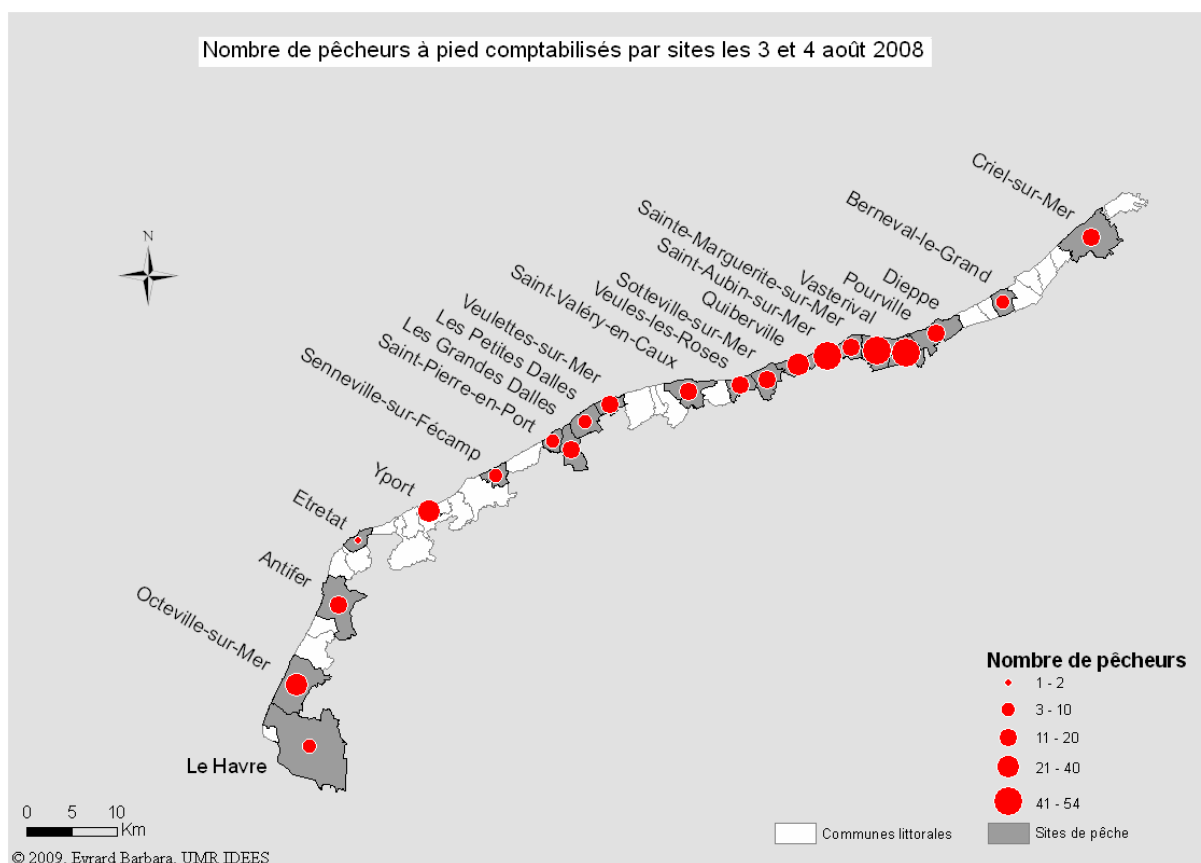 Nombre de pêcheurs à pied comptabilisés par sites les 3 et 4 août 2008
N
Criel-sur-Mer
Berneval-le-Grand
Dieppe
Pourville
Vasterival
Sainte-Marguerite-sur-Mer
Saint-Aubin-sur-Mer
Quiberville
Sotteville-sur-Mer
Veules-les-Roses
Saint-Valéry-en-Caux
Veulettes-sur-Mer
Les Petites Dalles
Les Grandes Dalles
Saint-Pierre-en-Port
Senneville-sur-Fécamp
Yport
Etretat
Antifer
Octeville-sur-Mer
Le Havre
Nombre de pêcheurs
1 - 2
3 - 10
11 - 20
21 - 40
41 - 54
0 5 10
Km
Communes littorales
Sites de pêche
© 2009, Evrard Barbara, UMR IDEES